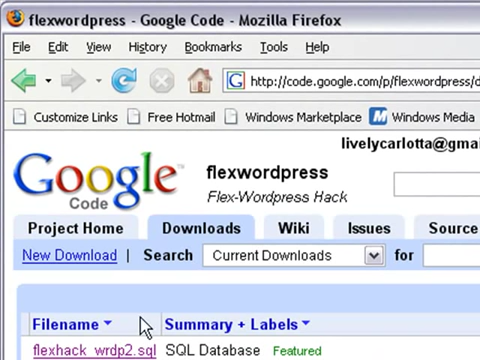 flexwordpress - Google Code - Mozilla Firefox
File Edit View History Bookmarks Tools Help
G http://code.google.com/p/flexwordpress/d
Customize Links Free Hotmail Windows Marketplace Windows Media
livelycarlotta@gmai
Google Code
flexwordpress
Flex-Wordpress Hack
Project Home Downloads Wiki Issues Source
New Download | Search Current Downloads for
Filename Summary + Labels
flexhack_wrdp2.sql SQL Database Featured